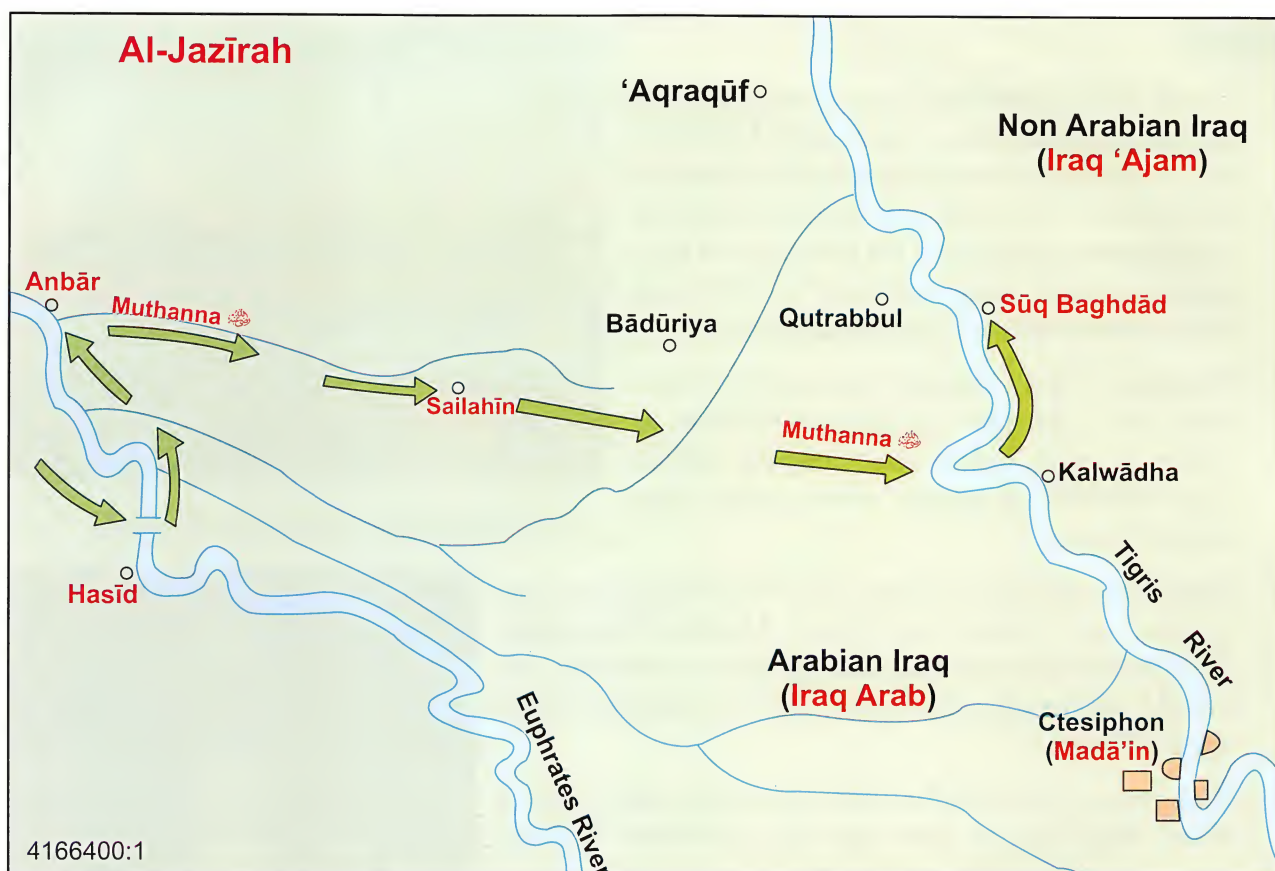 Al-Jazīrah
‘Aqraqūf
Non Arabian Iraq
(Iraq ‘Ajam)
Anbār
Muthanna
Sūq Baghdād
Qutrabbul
Bādūriya
Sailahīn
Muthanna
Kalwādha
Hasīd
Tigris
River
Arabian Iraq
(Iraq Arab)
Euphrates River
Ctesiphon
(Madā’in)
4166400:1